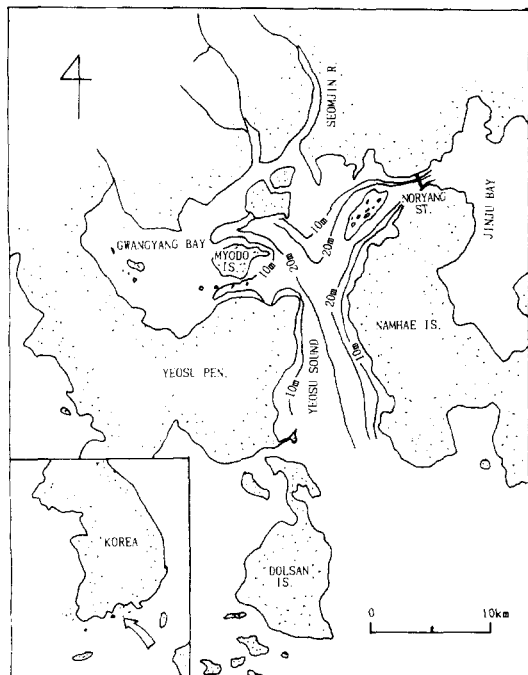 SEOMJIN R.
10m
20m
NORYANG
ST.
JINJU BAY
GWANGYANG BAY
MYODO
IS.
10m
20m
20m
10m
NAMHAE IS.
YEOSU PEN.
10m
YEOSU SOUND
KOREA
DOLSAN
IS.
0 10km